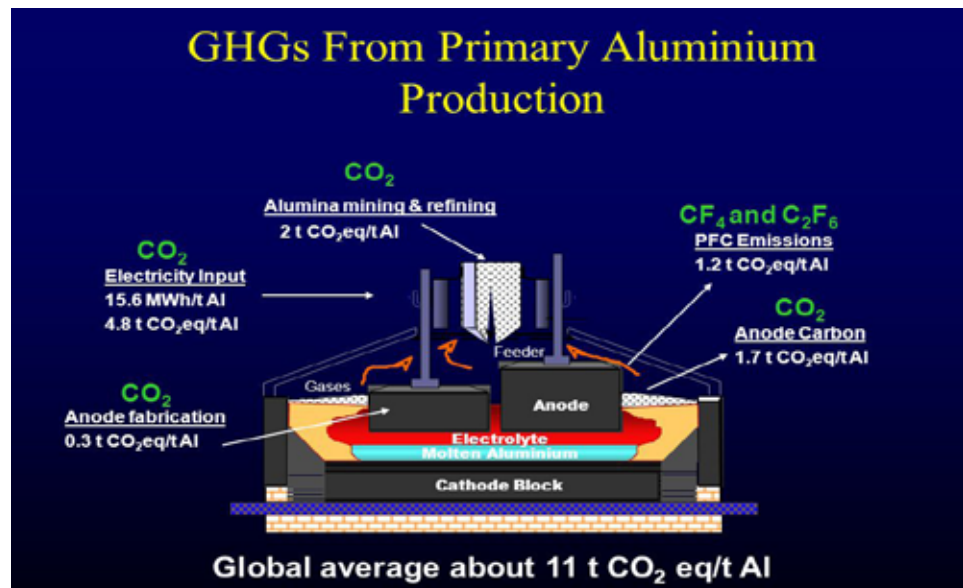 GHGs From Primary Aluminium
Production
CO₂
Alumina mining & refining
2 t CO₂eq/t Al
CF₄ and C₂F₆
PFC Emissions
1.2 t CO₂eq/t Al
CO₂
Electricity Input
15.6 MWh/t Al
4.8 t CO₂eq/t Al
CO₂
Anode Carbon
1.7 t CO₂eq/t Al
Feeder
Gases
CO₂
Anode fabrication
0.3 t CO₂eq/t Al
Anode
Electrolyte
Molten Aluminium
Cathode Block
Global average about 11 t CO₂ eq/t Al